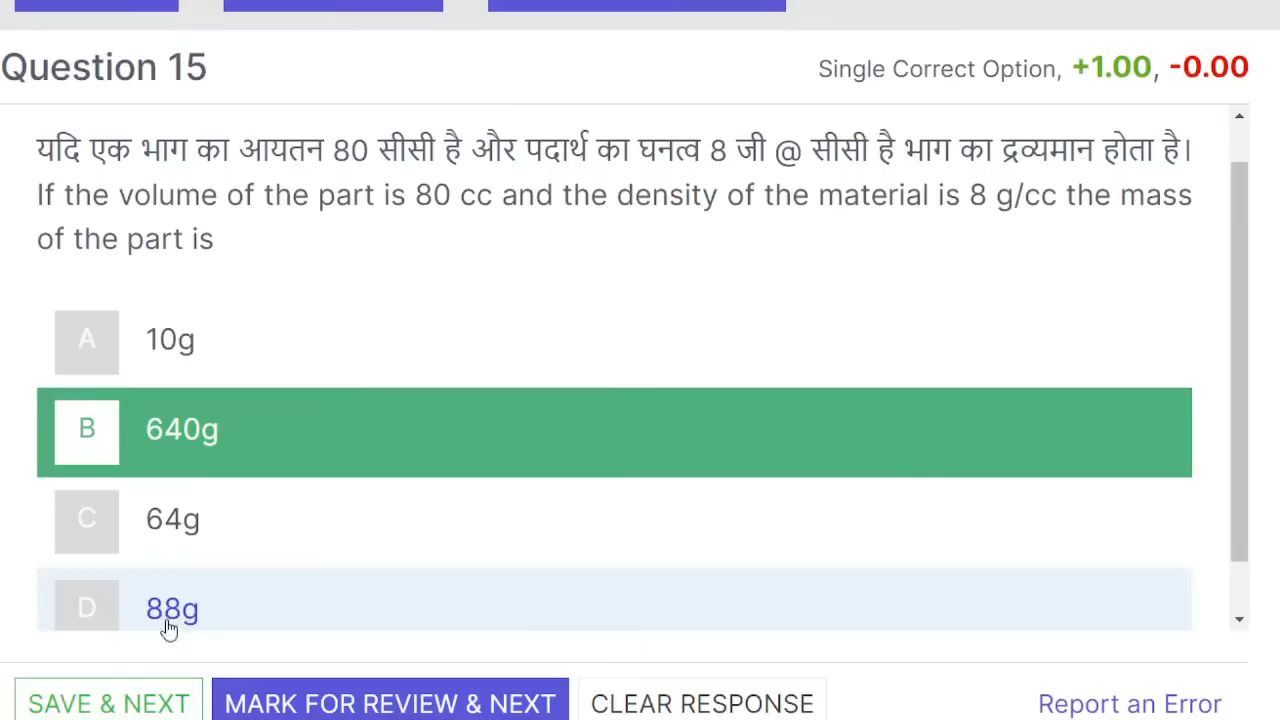 Question 15
Single Correct Option, +1.00, -0.00
यदि एक भाग का आयतन 80 सीसी है और पदार्थ का घनत्व 8 जी @ सीसी है भाग का द्रव्यमान होता है।
If the volume of the part is 80 cc and the density of the material is 8 g/cc the mass
of the part is
A 10g
B 640g
C 64g
D 88g
SAVE & NEXT MARK FOR REVIEW & NEXT CLEAR RESPONSE Report an Error